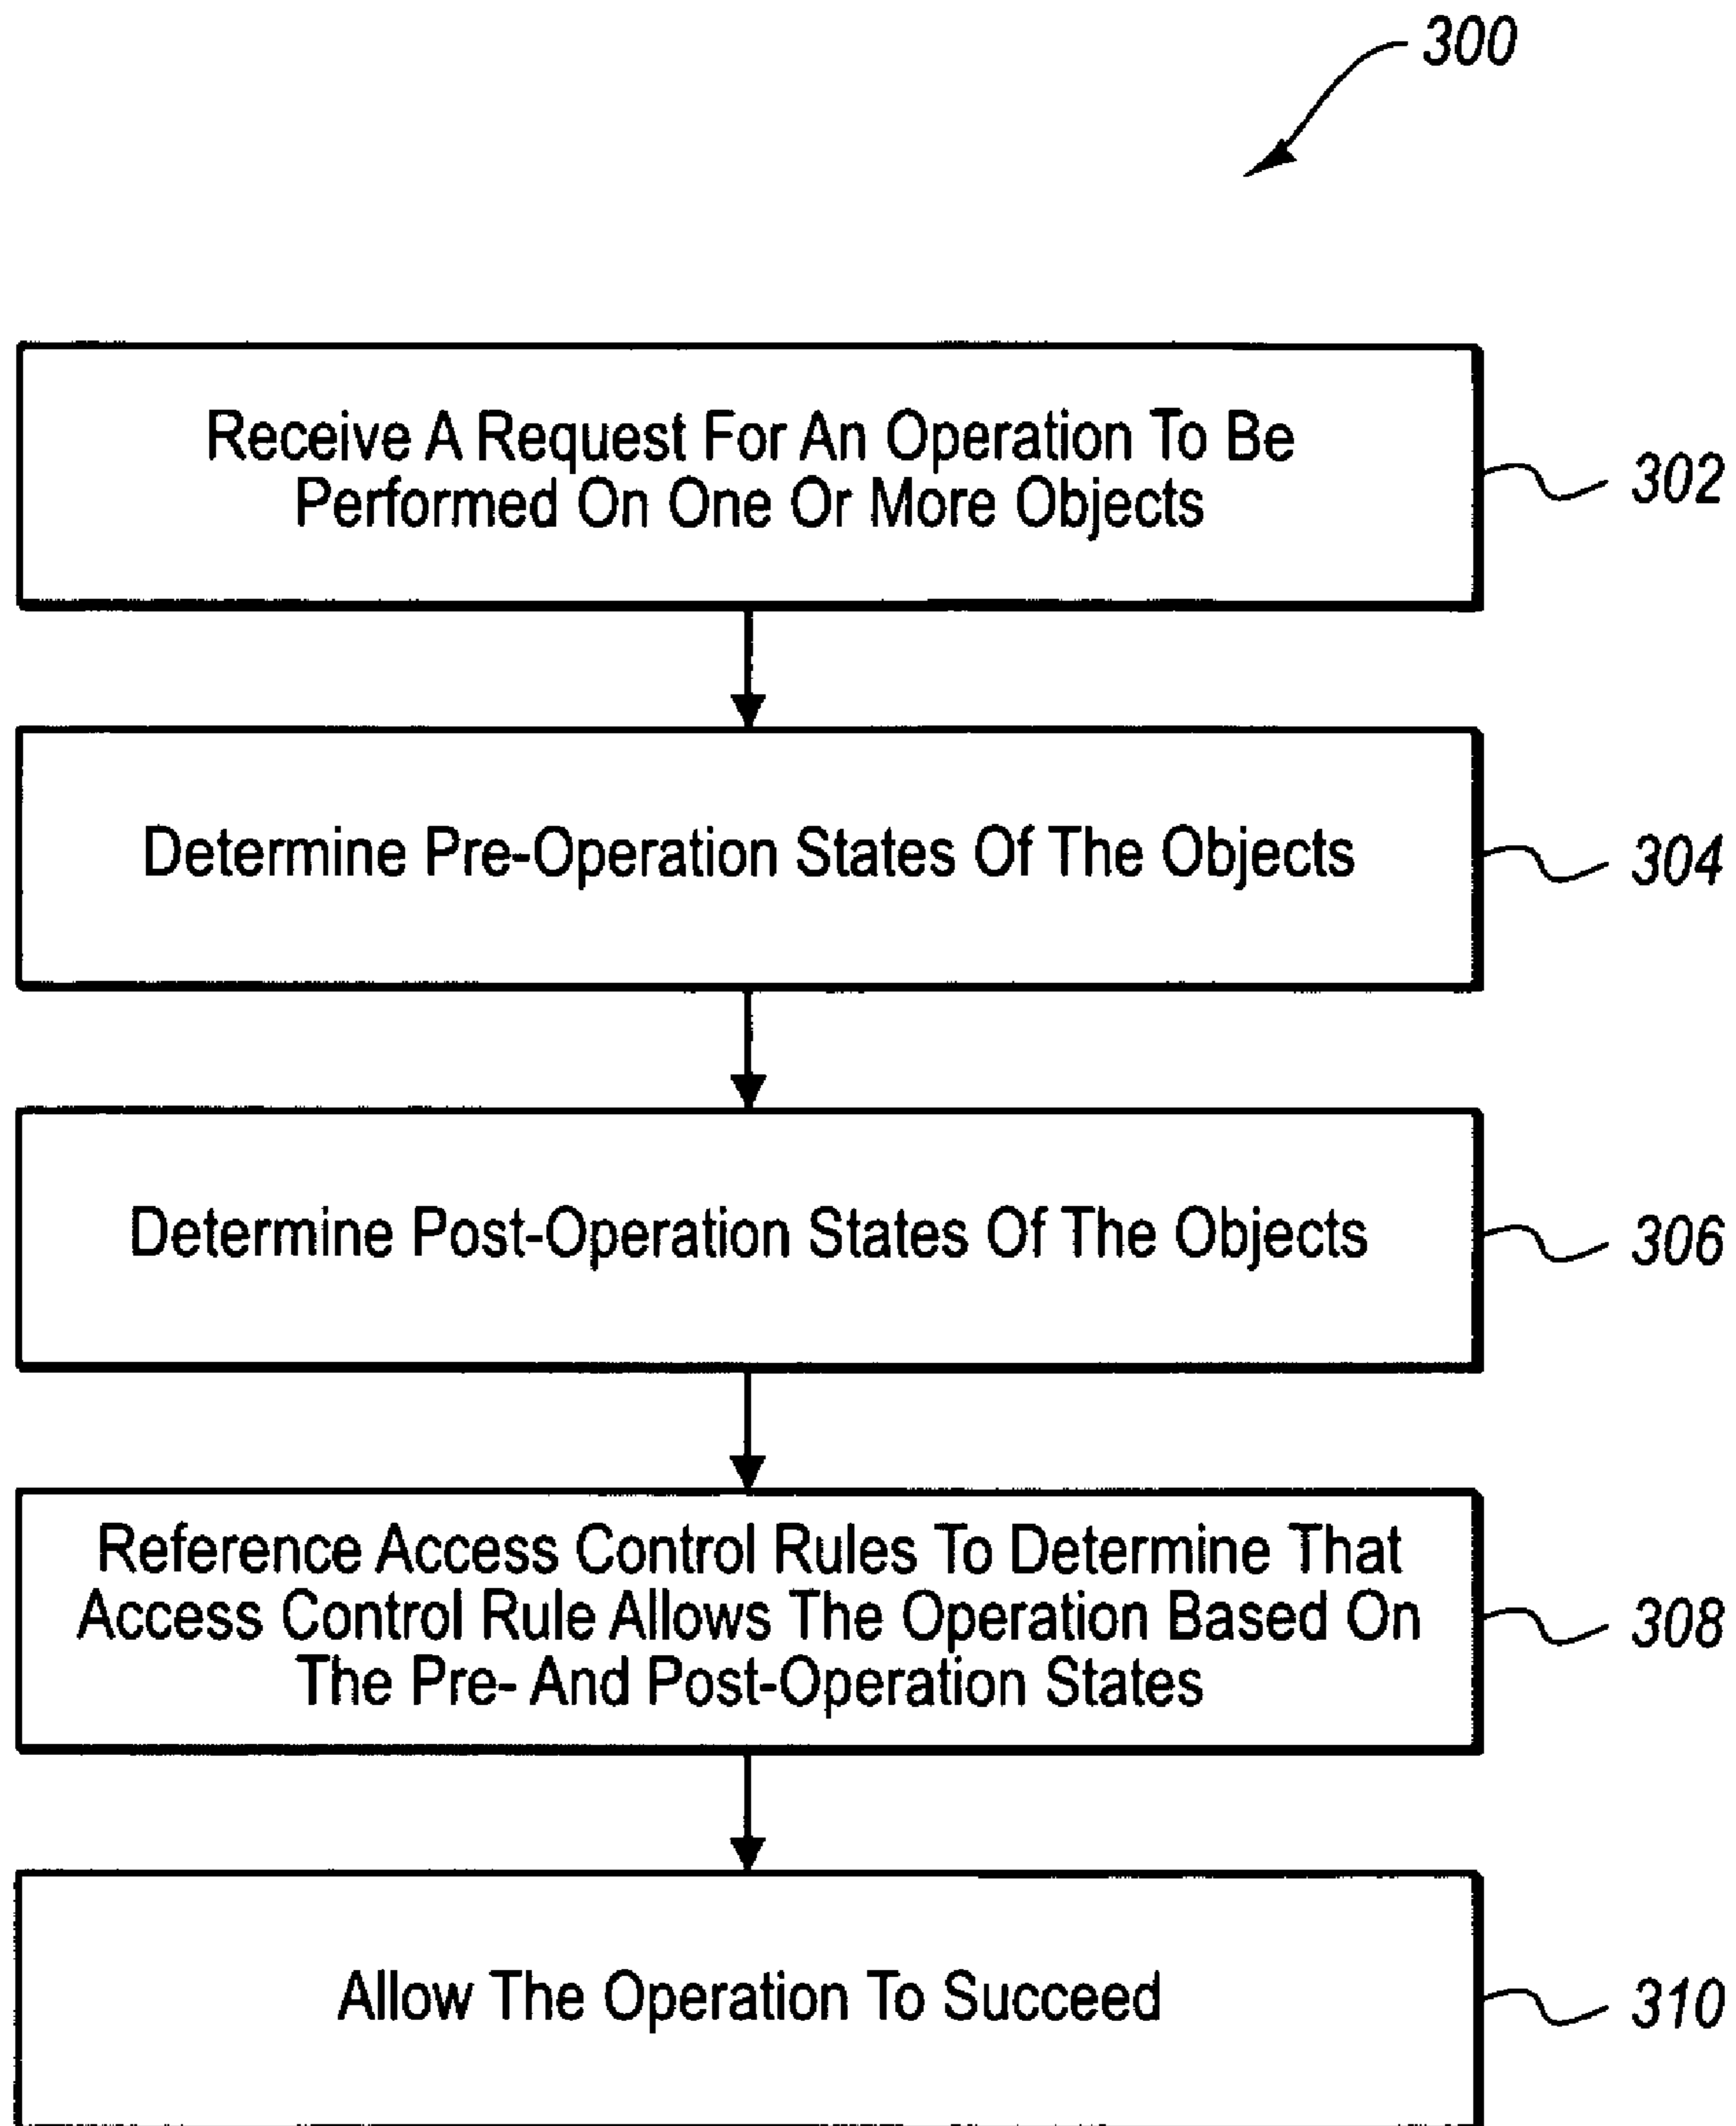 300
Receive A Request For An Operation To Be
Performed On One Or More Objects
302
Determine Pre-Operation States Of The Objects
304
Determine Post-Operation States Of The Objects
306
Reference Access Control Rules To Determine That
Access Control Rule Allows The Operation Based On
The Pre- And Post-Operation States
308
Allow The Operation To Succeed
310